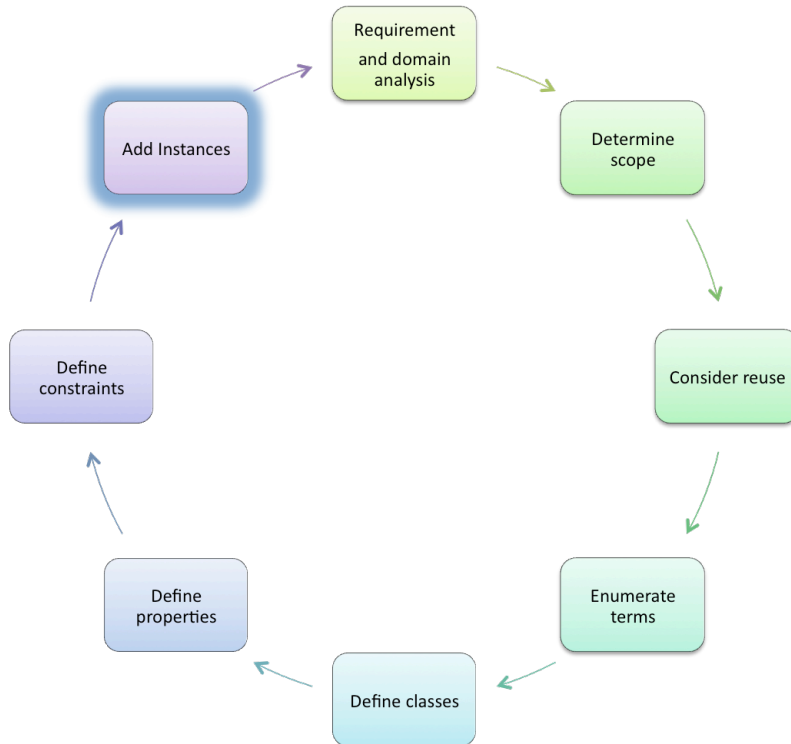 Requirement
and domain
analysis
Determine
scope
Consider reuse
Enumerate
terms
Define classes
Define
properties
Define
constraints
Add Instances